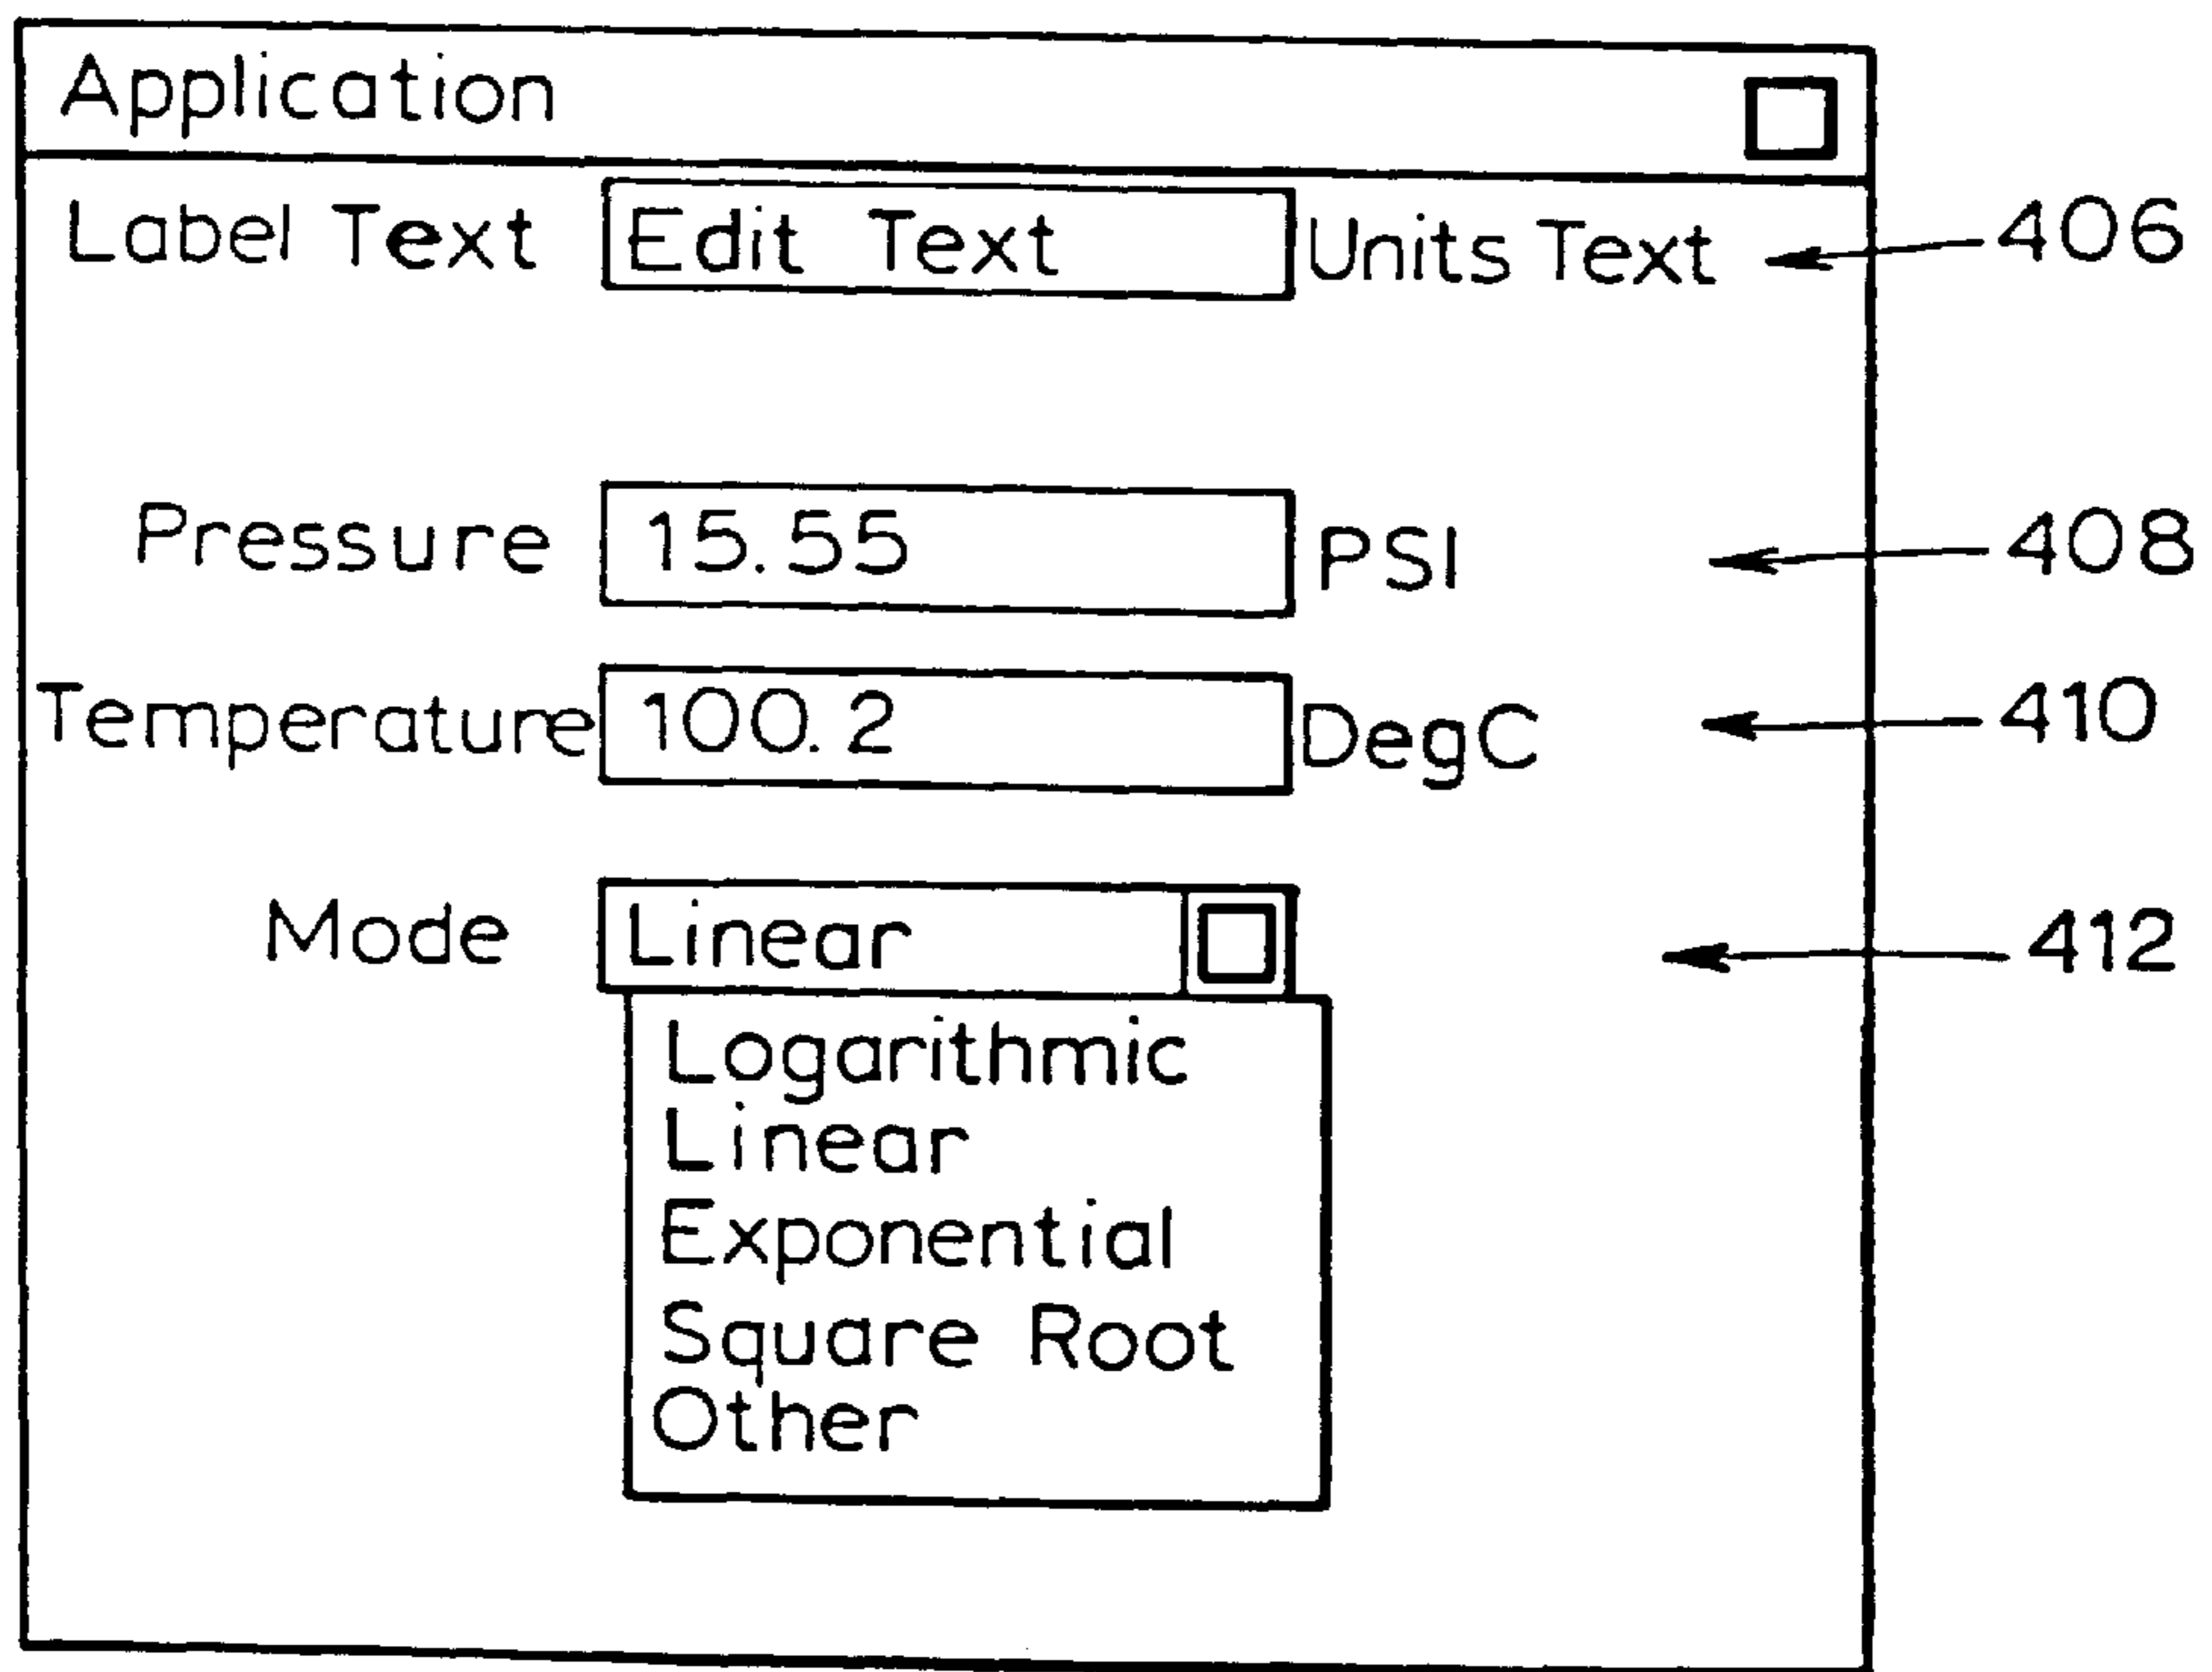 Application
Label Text Edit Text Units Text 406
Pressure 15.55 PSI 408
Temperature 100.2 DegC 410
Mode Linear 412
Logarithmic
Linear
Exponential
Square Root
Other